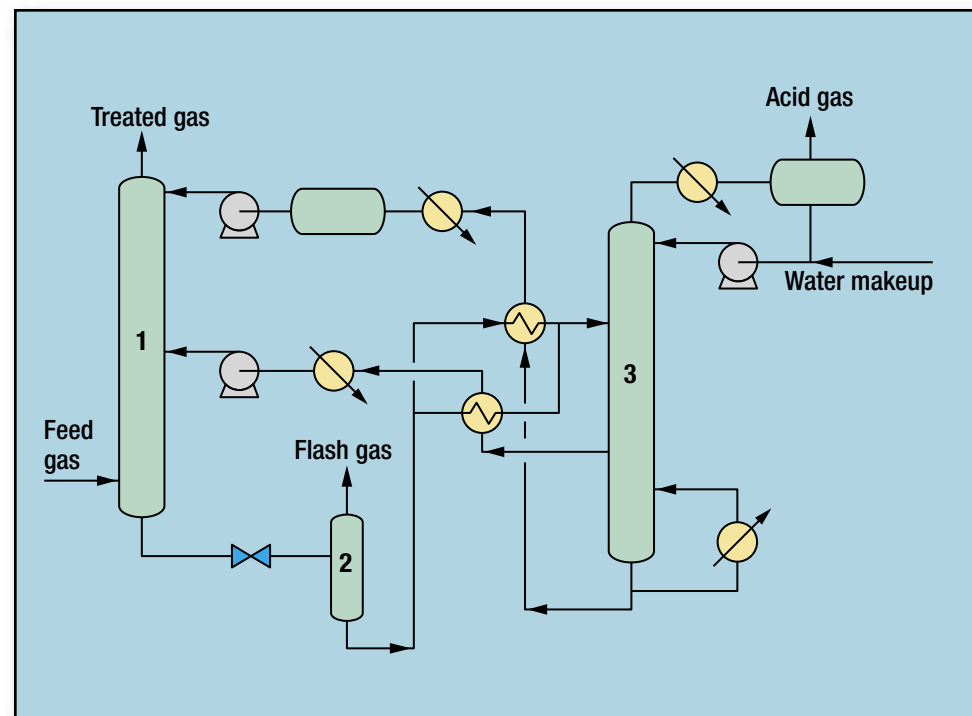 Acid gas
Treated gas
Water makeup
1
3
Feed
gas
Flash gas
2